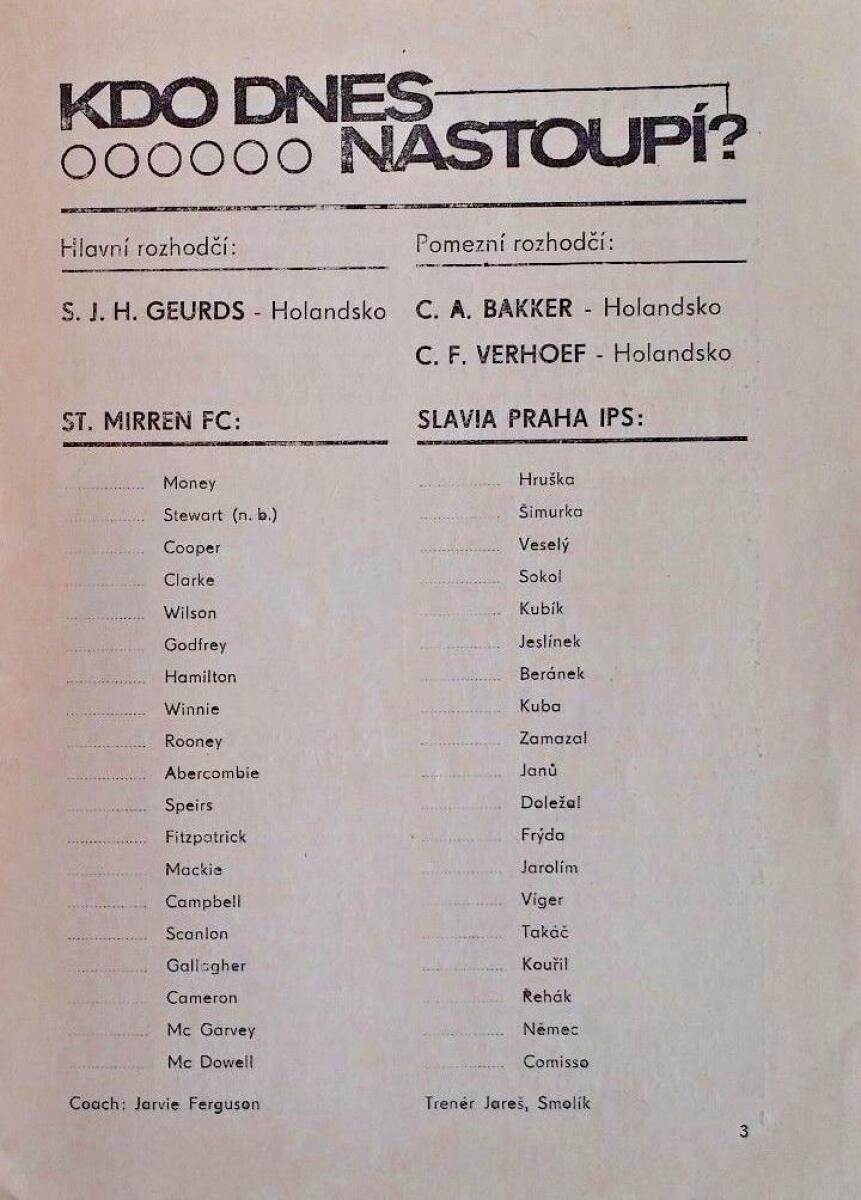 KDO DNES
NASTOUPÍ?
Hlavní rozhodčí:
S. J. H. GEURDS - Holandsko
Pomezní rozhodčí:
C. A. BAKKER - Holandsko
C. F. VERHOEF - Holandsko
ST. MIRREN FC:
Money
Stewart (n. b.)
Cooper
Clarke
Wilson
Godfrey
Hamilton
Winnie
Rooney
Abercombie
Speirs
Fitzpatrick
Mackie
Campbell
Scanlon
Gallagher
Cameron
Mc Garvey
Mc Dowell
Coach: Jarvie Ferguson
SLAVIA PRAHA IPS:
Hruška
Šimurka
Veselý
Sokol
Kubík
Jeslínek
Beránek
Kuba
Zamazal
Janů
Doležal
Frýda
Jarolím
Víger
Takáč
Kouřil
Řehák
Němec
Comisso
Trenér Jareš, Smolík
3